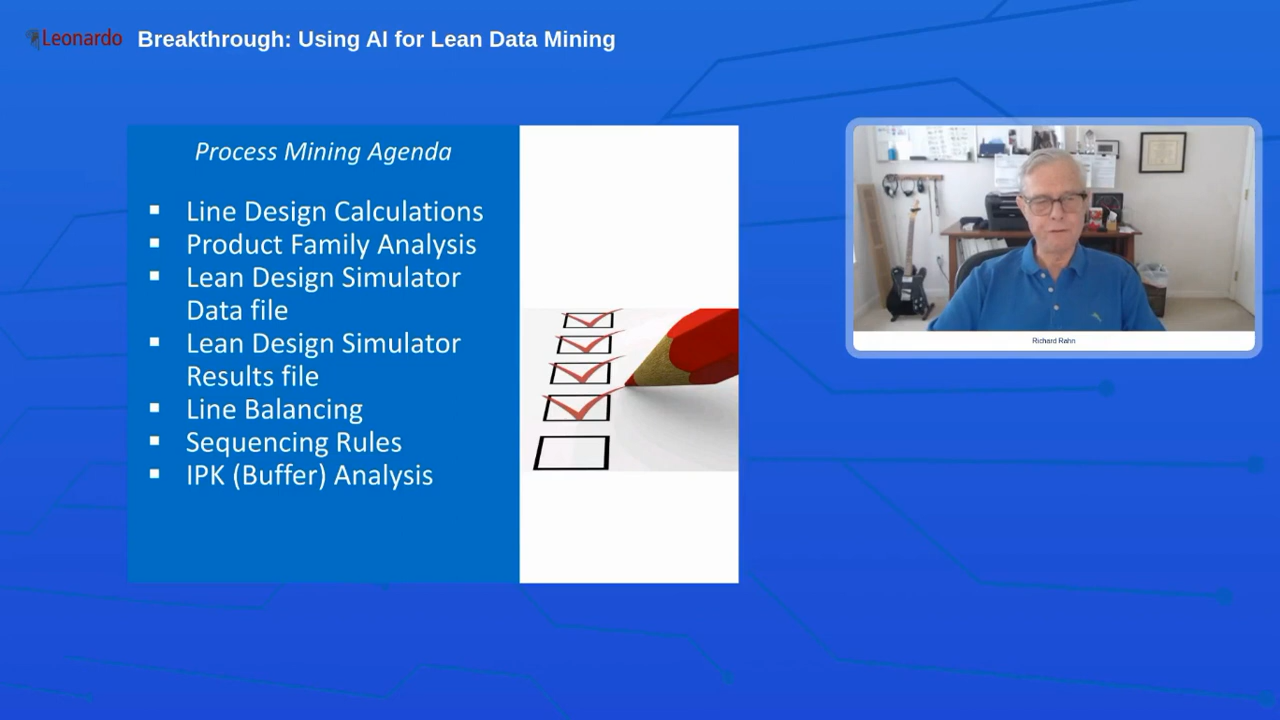 Leonardo
Breakthrough: Using AI for Lean Data Mining
Process Mining Agenda
▪ Line Design Calculations
▪ Product Family Analysis
▪ Lean Design Simulator
Data file
▪ Lean Design Simulator
Results file
▪ Line Balancing
▪ Sequencing Rules
▪ IPK (Buffer) Analysis
Richard Rahn